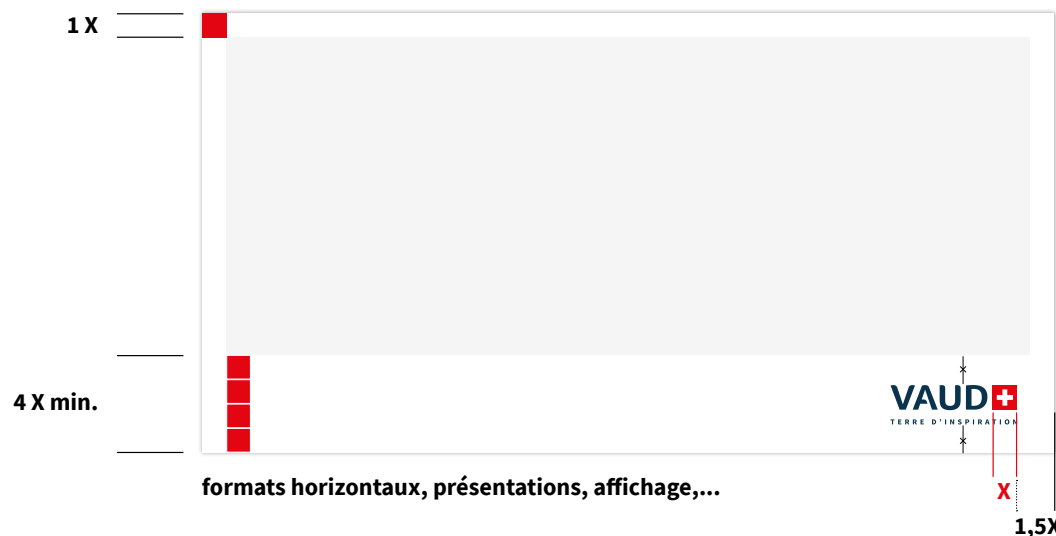 1 X
4 X min.
VAUD
TERRE D'INSPIRATION
formats horizontaux, présentations, affichage,...
X
1,5X